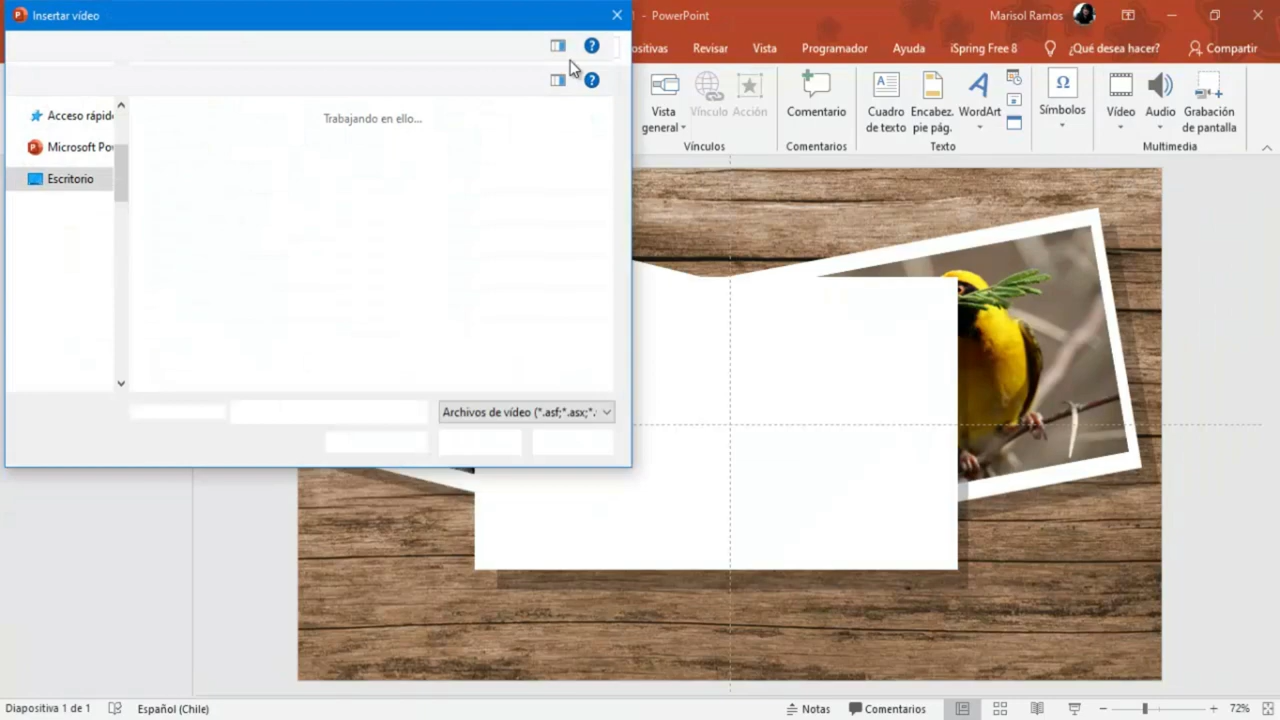 Insertar vídeo
1 - PowerPoint
Marisol Ramos
ositivas Revisar Vista Programador Ayuda iSpring Free 8 ¿Qué desea hacer? Compartir
Vista general
Vínculo
Acción
Comentario
Cuadro de texto
Encabez. pie pág.
WordArt
Símbolos
Vídeo
Audio
Grabación de pantalla
Vínculos
Comentarios
Texto
Multimedia
Acceso rápido
Microsoft Po
Escritorio
Trabajando en ello...
Archivos de vídeo (*.asf;*.asx;*.
Diapositiva 1 de 1
Español (Chile)
Notas
Comentarios
72%